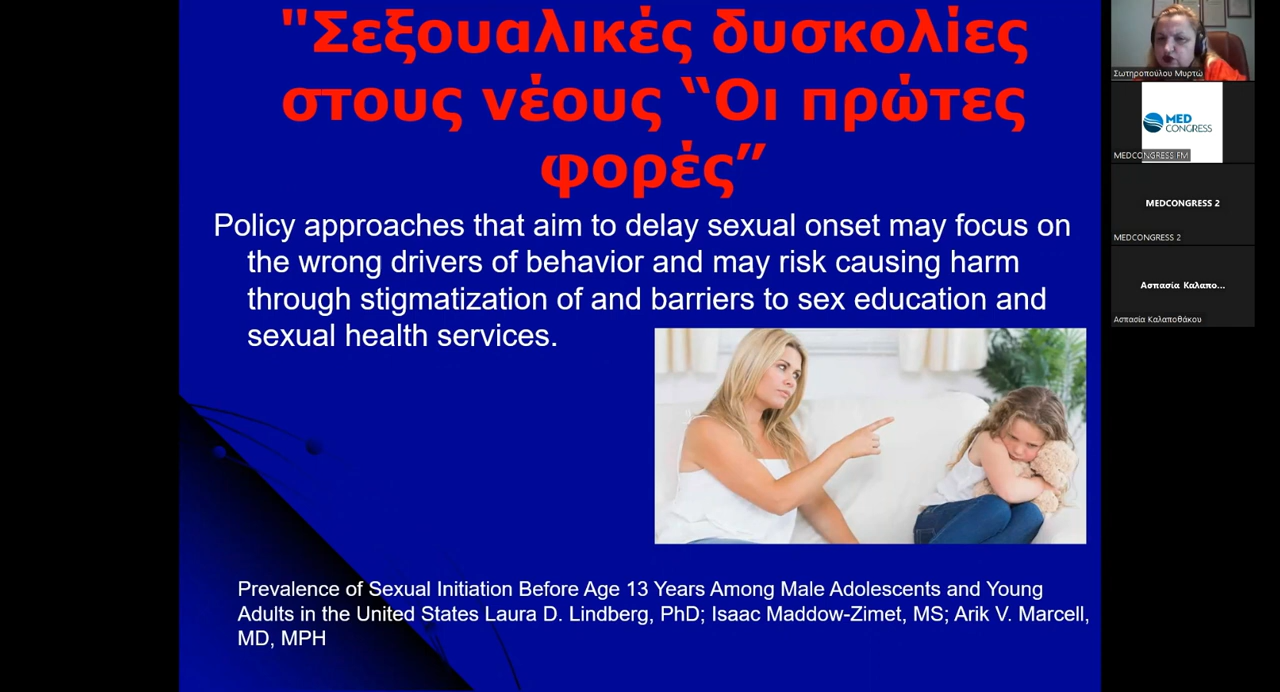 "Σεξουαλικές δυσκολίες
στους νέους “Οι πρώτες
φορές”
Policy approaches that aim to delay sexual onset may focus on
the wrong drivers of behavior and may risk causing harm
through stigmatization of and barriers to sex education and
sexual health services.
Prevalence of Sexual Initiation Before Age 13 Years Among Male Adolescents and Young
Adults in the United States Laura D. Lindberg, PhD; Isaac Maddow-Zimet, MS; Arik V. Marcell,
MD, MPH
Σωτηροπούλου Μυρτώ
MED
CONGRESS
MEDCONGRESS FM
MEDCONGRESS 2
MEDCONGRESS 2
Ασπασία Καλαπο...
Ασπασία Καλαποθάκου